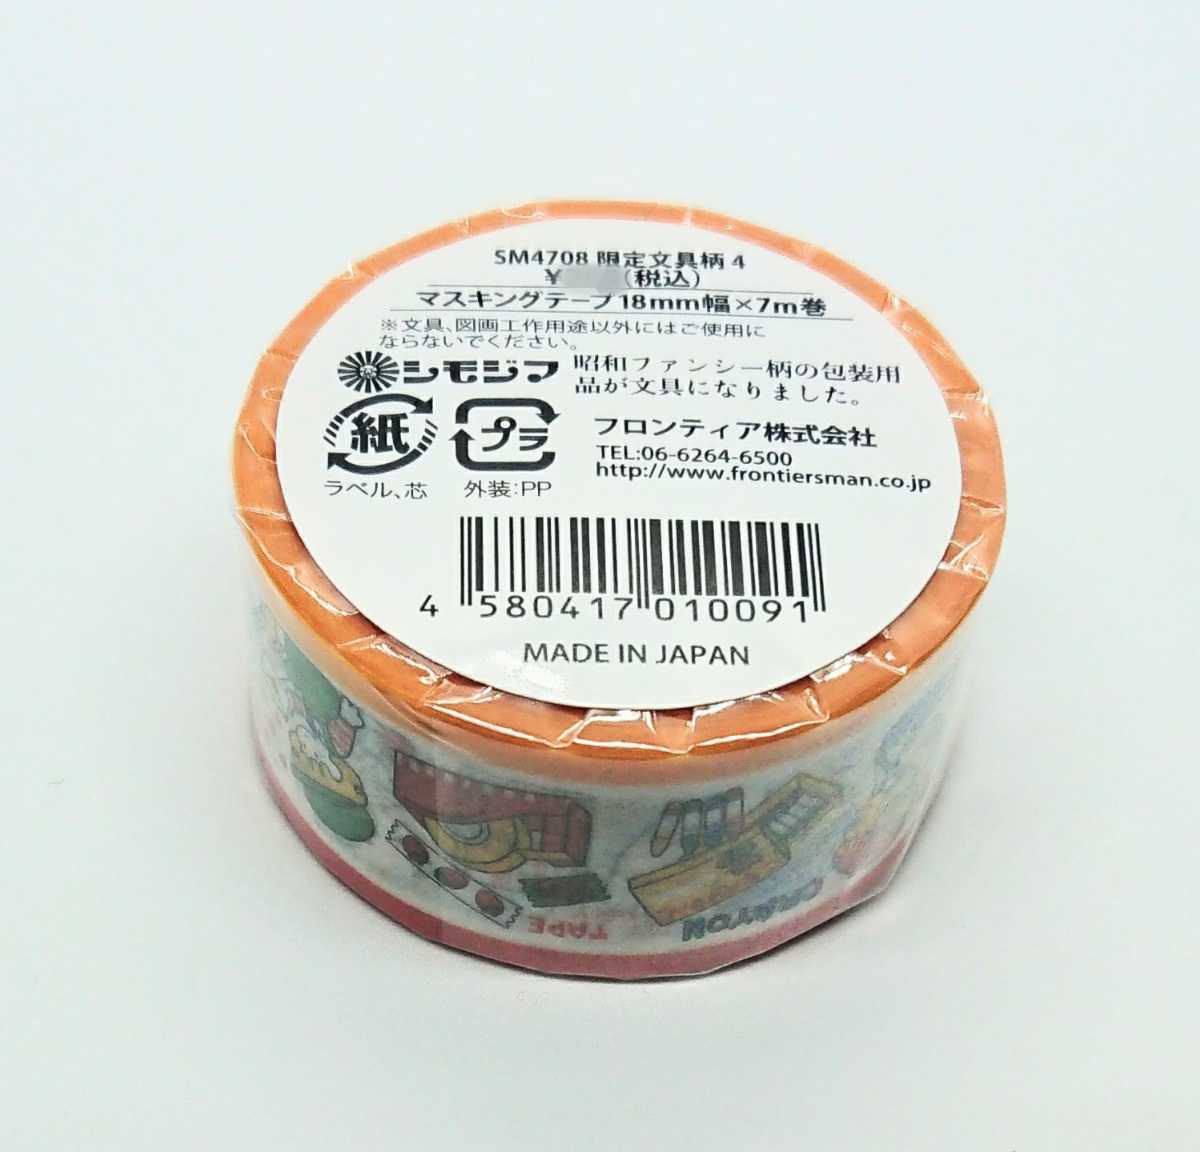 SM4708 限定文具柄 4
¥ (税込)
マスキングテープ18mm幅×7m巻
※文具、図画工作用途以外にはご使用に
ならないでください。
シモジマ
昭和ファンシー柄の包装用
品が文具になりました。
紙
プラ
ラベル、芯
外装:PP
フロンティア株式会社
TEL:06-6264-6500
http://www.frontiersman.co.jp
4 580417 010091
MADE IN JAPAN
TAPE
CRAYON